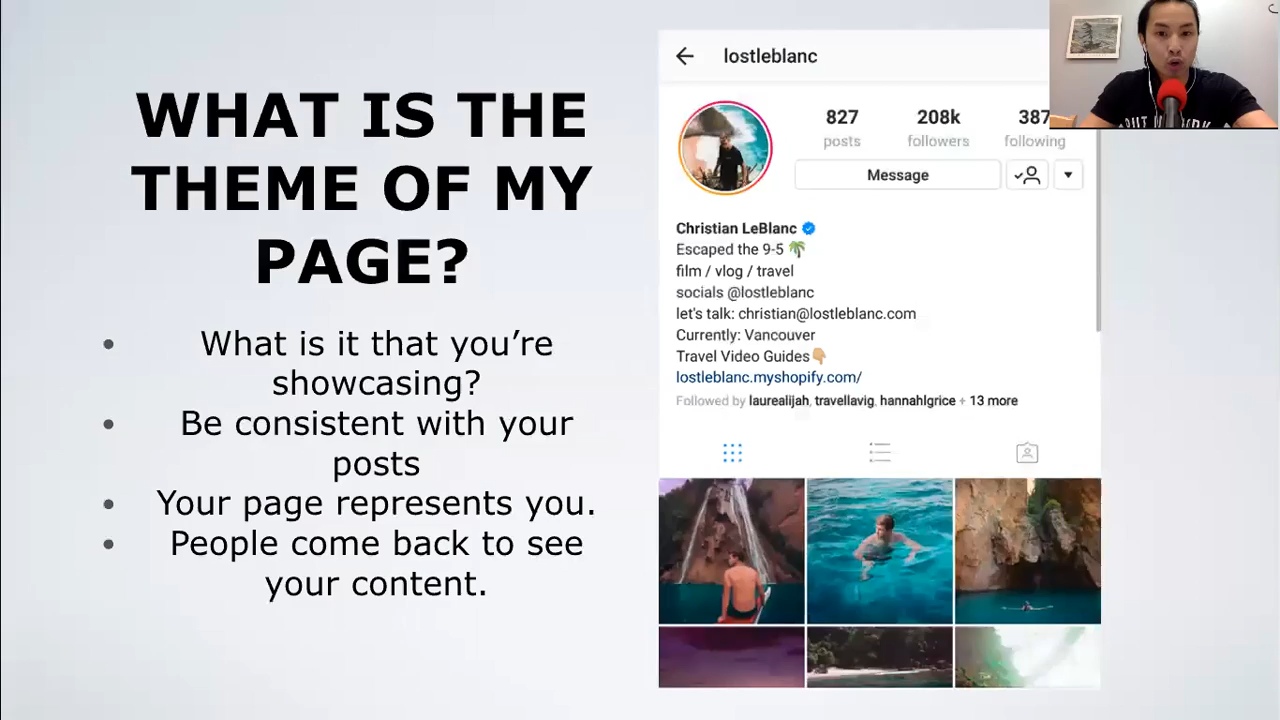 WHAT IS THE
THEME OF MY
PAGE?
• What is it that you’re
showcasing?
• Be consistent with your
posts
• Your page represents you.
• People come back to see
your content.
lostleblanc
827 208k 387
posts followers following
Message
Christian LeBlanc
Escaped the 9-5 🌴
film / vlog / travel
socials @lostleblanc
let's talk: christian@lostleblanc.com
Currently: Vancouver
Travel Video Guides👇🏼
lostleblanc.myshopify.com/
Followed by laurealijah, travellavig, hannahlgrice + 13 more